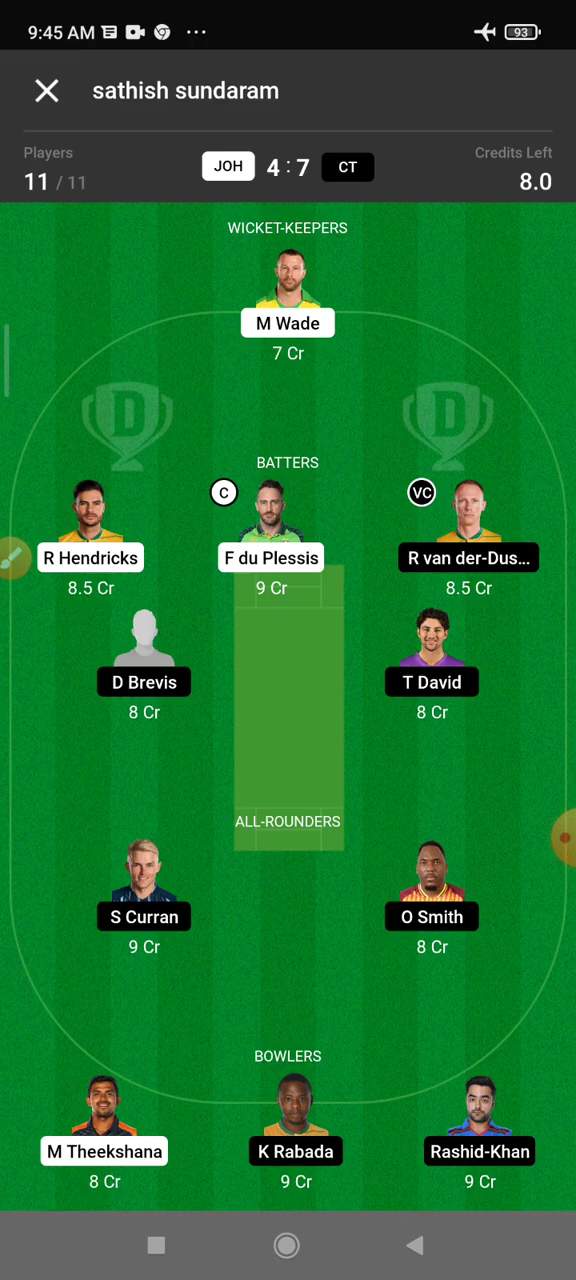 9:45 AM ... 93
sathish sundaram
Players
11 / 11
JOH 4 : 7 CT
Credits Left
8.0
WICKET-KEEPERS
M Wade
7 Cr
D D
BATTERS
C VC
R Hendricks F du Plessis R van der-Dus...
8.5 Cr 9 Cr 8.5 Cr
D Brevis T David
8 Cr 8 Cr
ALL-ROUNDERS
S Curran O Smith
9 Cr 8 Cr
BOWLERS
M Theekshana K Rabada Rashid-Khan
8 Cr 9 Cr 9 Cr